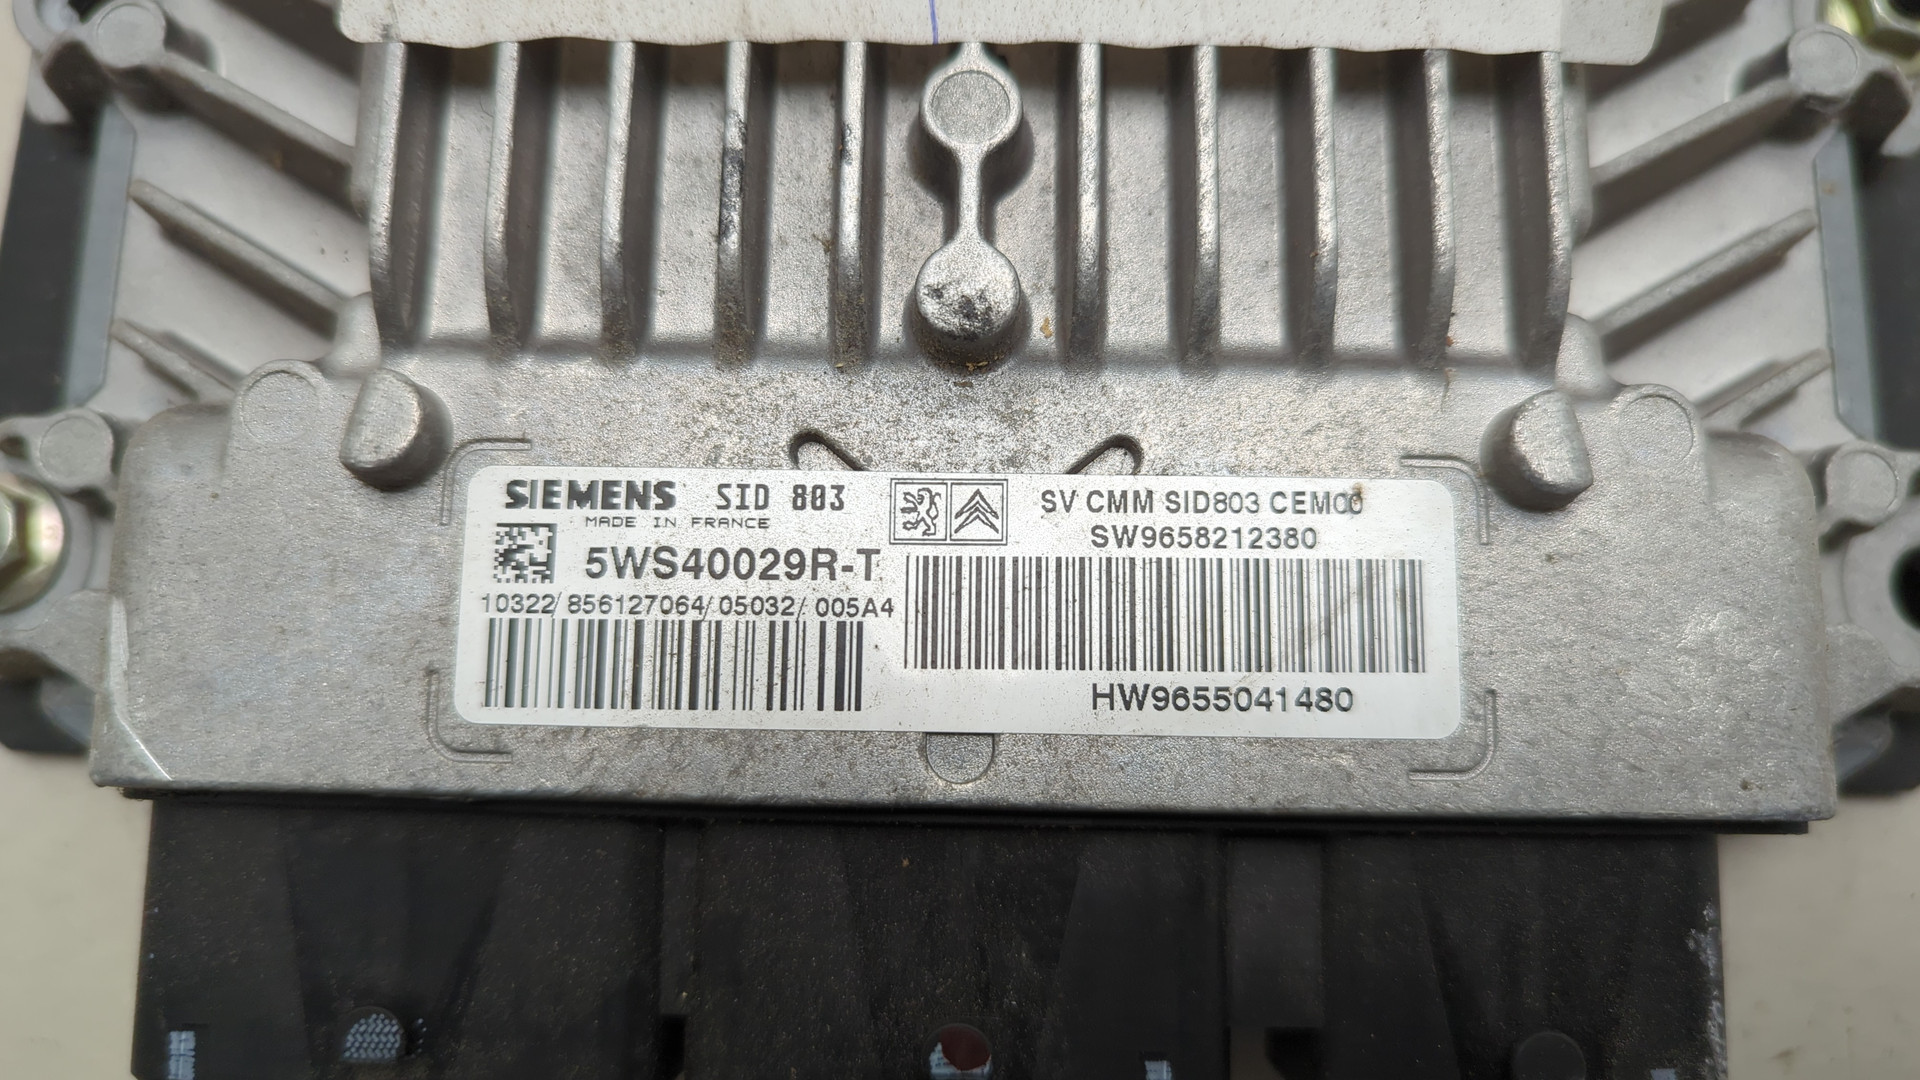 SIEMENS SID 803
MADE IN FRANCE
5WS40029R-T
10322/856127064/05032/005A4
SV CMM SID803 CEM00
SW9658212380
HW9655041480